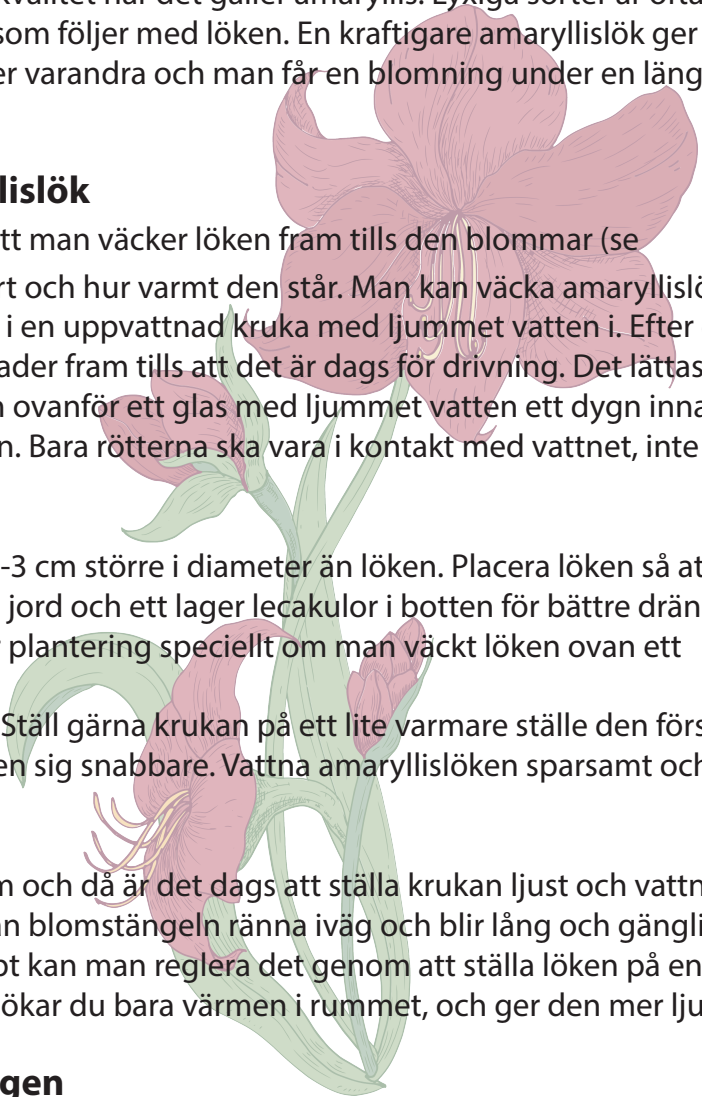 kvalitet när det gäller amaryllis. Lyxiga sorter är ofta
som följer med löken. En kraftigare amaryllislök ger
er varandra och man får en blomning under en läng
lislök
tt man väcker löken fram tills den blommar (se
rt och hur varmt den står. Man kan väcka amaryllislö
i en uppvattnad kruka med ljummet vatten i. Efter
ader fram tills att det är dags för drivning. Det lättas
n ovanför ett glas med ljummet vatten ett dygn inna
n. Bara rötterna ska vara i kontakt med vattnet, inte
-3 cm större i diameter än löken. Placera löken så at
jord och ett lager lecakulor i botten för bättre drän
r plantering speciellt om man väckt löken ovan ett
Ställ gärna krukan på ett lite varmare ställe den förs
en sig snabbare. Vattna amaryllislöken sparsamt och
m och då är det dags att ställa krukan ljust och vattn
an blomstängeln ränna iväg och blir lång och gängli
bt kan man reglera det genom att ställa löken på en
ökar du bara värmen i rummet, och ger den mer lju
gen